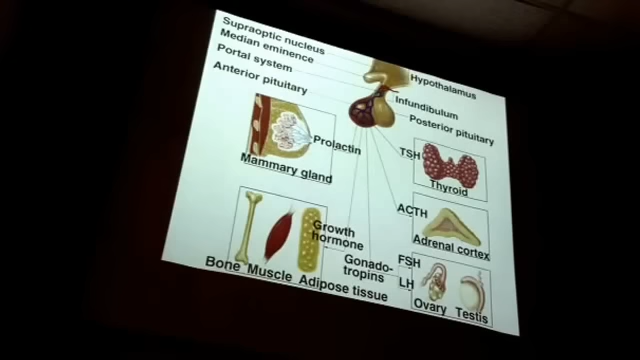 Supraoptic nucleus
Median eminence
Portal system
Anterior pituitary
Hypothalamus
Infundibulum
Posterior pituitary
Prolactin
Mammary gland
TSH
Thyroid
ACTH
Adrenal cortex
Growth
hormone
Bone Muscle Adipose tissue
Gonado-
tropins
FSH
LH
Ovary Testis